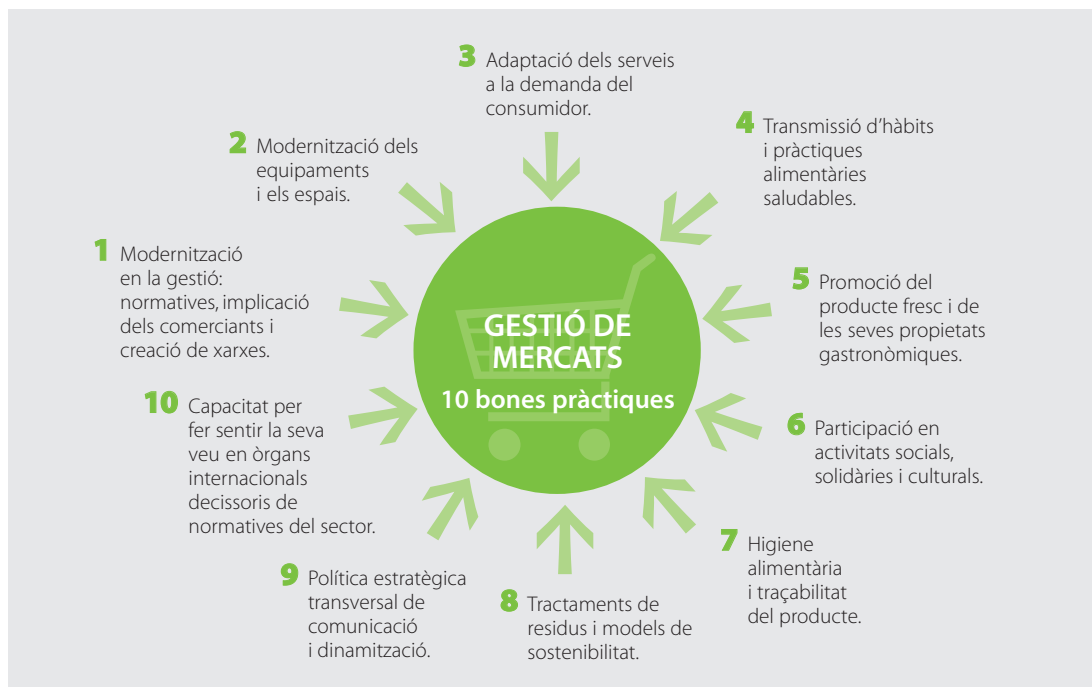 3 Adaptació dels serveis
a la demanda del
consumidor.
2 Modernització dels
equipaments
i els espais.
4 Transmissió d'hàbits
i pràctiques
alimentàries
saludables.
1 Modernització
en la gestió:
normatives, implicació
dels comerciants i
creació de xarxes.
5 Promoció del
producte fresc i de
les seves propietats
gastronòmiques.
GESTIÓ DE
MERCATS
10 bones pràctiques
10 Capacitat per
fer sentir la seva
veu en òrgans
internacionals
decissoris de
normatives del sector.
6 Participació en
activitats socials,
solidàries i culturals.
9 Política estratègica
transversal de
comunicació
i dinamització.
8 Tractaments de
residus i models de
sostenibilitat.
7 Higiene
alimentària
i traçabilitat
del producte.